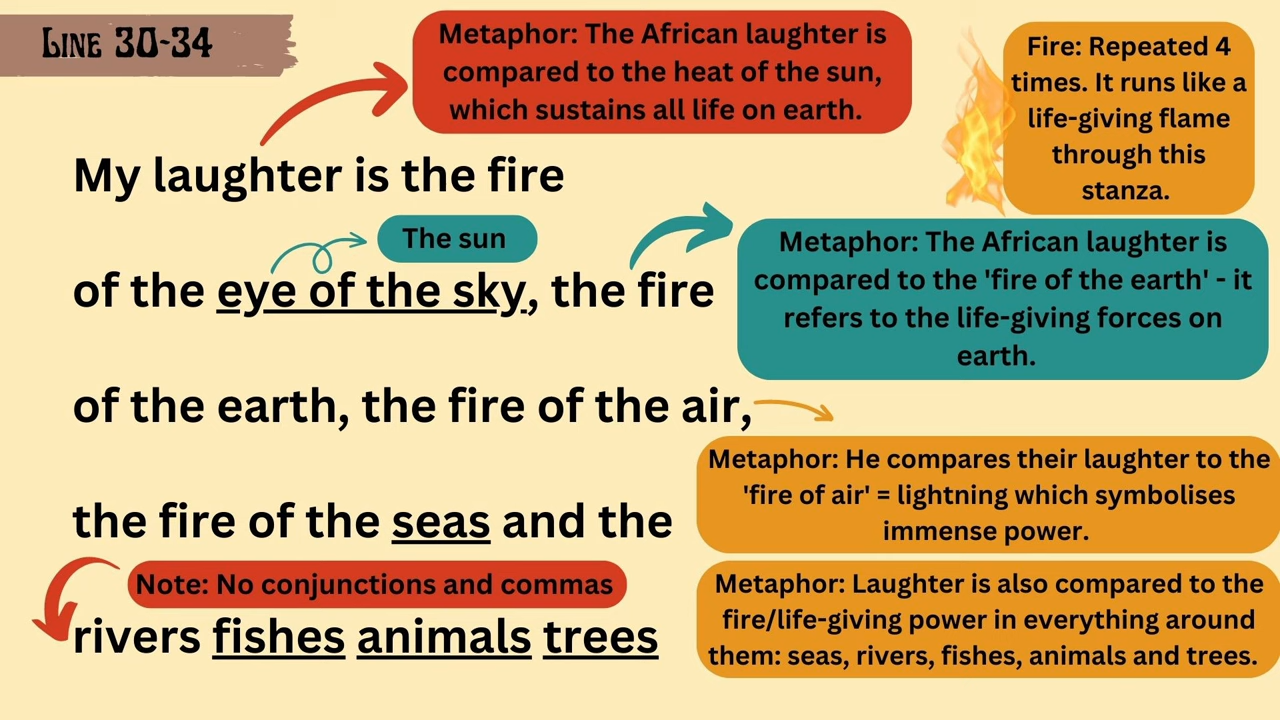 Line 30-34
Metaphor: The African laughter is
compared to the heat of the sun,
which sustains all life on earth.
Fire: Repeated 4
times. It runs like a
life-giving flame
through this
stanza.
My laughter is the fire
The sun
of the eye of the sky, the fire
Metaphor: The African laughter is
compared to the 'fire of the earth' - it
refers to the life-giving forces on
earth.
of the earth, the fire of the air,
Metaphor: He compares their laughter to the
'fire of air' = lightning which symbolises
immense power.
the fire of the seas and the
Note: No conjunctions and commas
rivers fishes animals trees
Metaphor: Laughter is also compared to the
fire/life-giving power in everything around
them: seas, rivers, fishes, animals and trees.